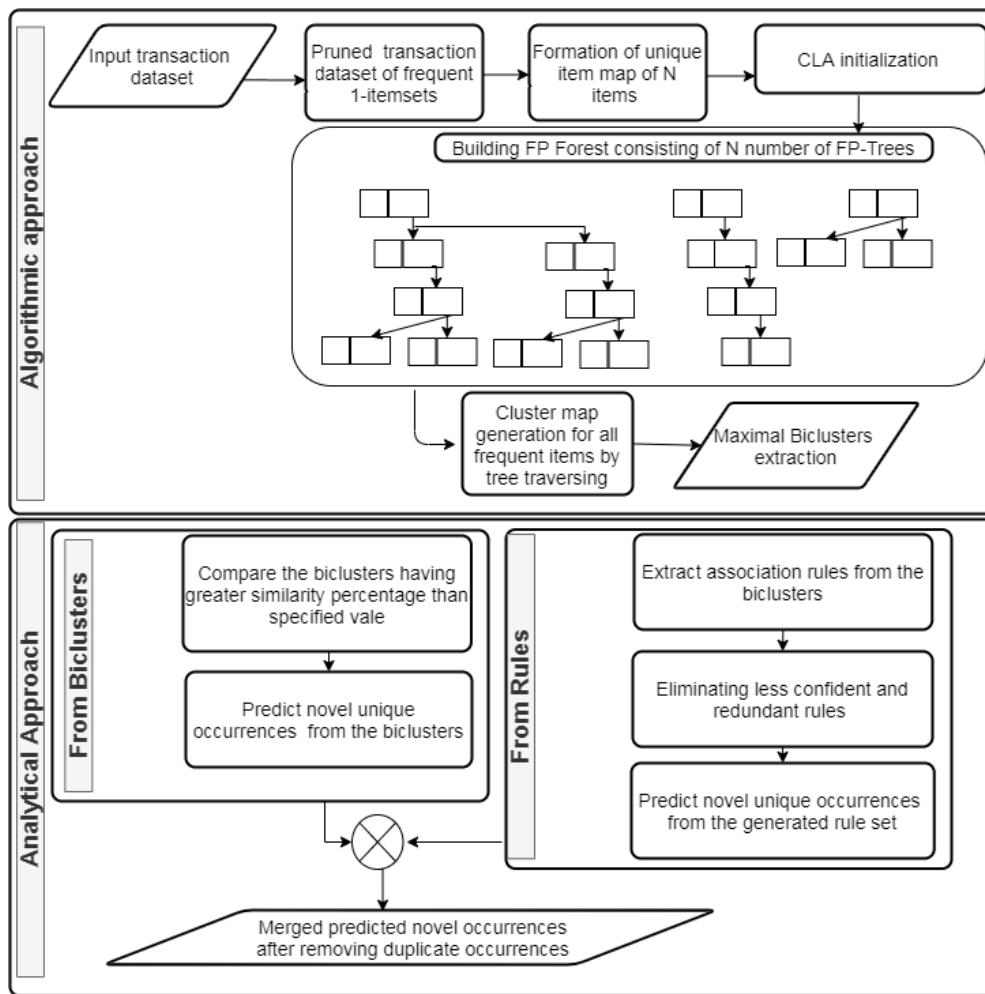 Algorithmic approach
Input transaction
dataset
Pruned transaction
dataset of frequent
1-itemsets
Formation of unique
item map of N
items
CLA initialization
Building FP Forest consisting of N number of FP-Trees
Cluster map
generation for all
frequent items by
tree traversing
Maximal Biclusters
extraction
Analytical Approach
From Biclusters
Compare the biclusters having
greater similarity percentage than
specified vale
Predict novel unique
occurrences from the biclusters
From Rules
Extract association rules from the
biclusters
Eliminating less confident and
redundant rules
Predict novel unique occurrences
from the generated rule set
Merged predicted novel occurrences
after removing duplicate occurrences